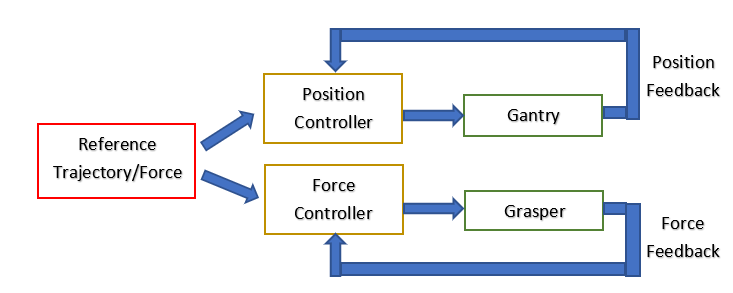 Reference
Trajectory/Force
Position
Controller
Gantry
Position
Feedback
Force
Controller
Grasper
Force
Feedback